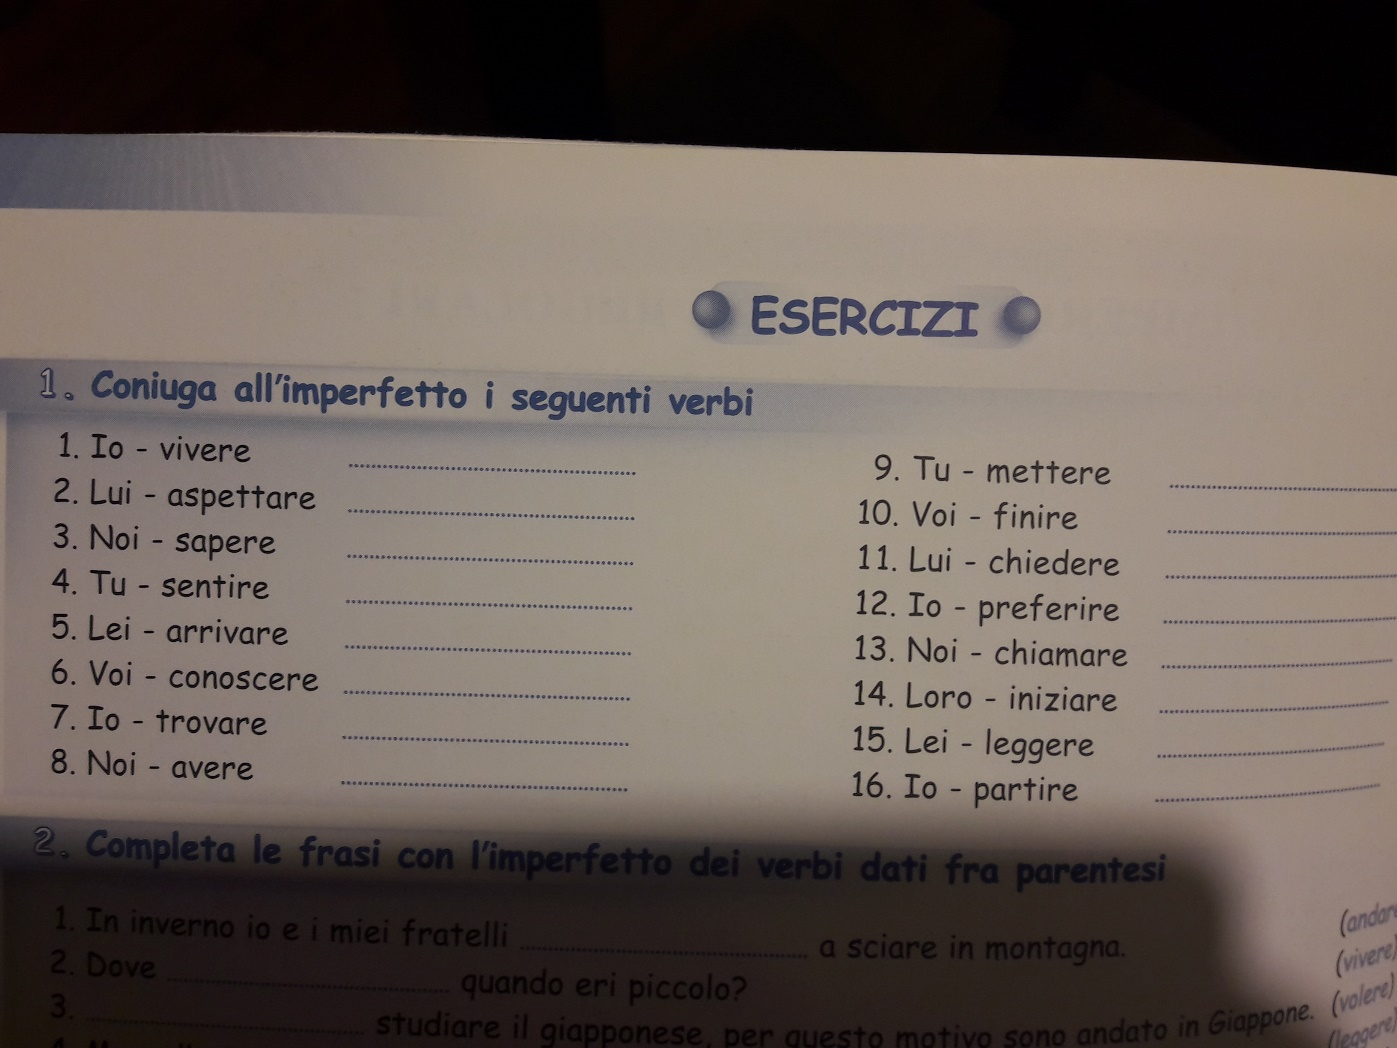 ESERCIZI
1. Coniuga all'imperfetto i seguenti verbi
1. Io - vivere
2. Lui - aspettare
3. Noi - sapere
4. Tu - sentire
5. Lei - arrivare
6. Voi - conoscere
7. Io - trovare
8. Noi - avere
9. Tu - mettere
10. Voi - finire
11. Lui - chiedere
12. Io - preferire
13. Noi - chiamare
14. Loro - iniziare
15. Lei - leggere
16. Io - partire
2. Completa le frasi con l'imperfetto dei verbi dati fra parentesi
1. In inverno io e i miei fratelli ........ a sciare in montagna. (andare
2. Dove ........ quando eri piccolo? (vivere)
3. ........ studiare il giapponese, per questo motivo sono andato in Giappone. (volere)
(leggere)